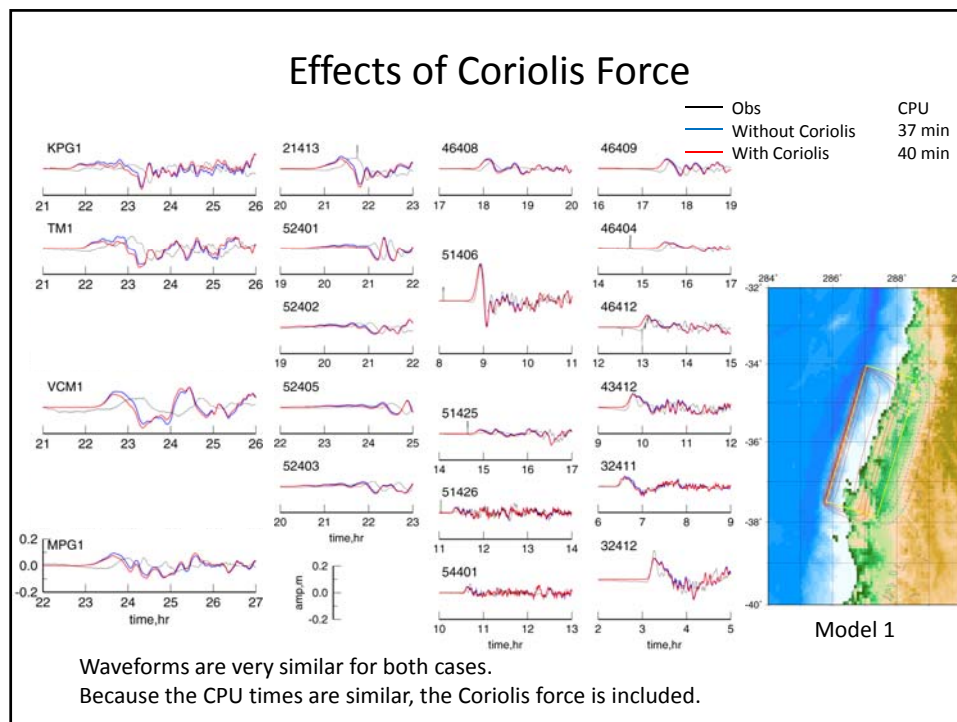 Effects of Coriolis Force
Obs CPU
Without Coriolis 37 min
With Coriolis 40 min
KPG1
21 22 23 24 25 26
TM1
21 22 23 24 25 26
VCM1
21 22 23 24 25 26
MPG1
0.2
0.0
-0.2
22 23 24 25 26 27
time,hr
21413
20 21 22 23
52401
19 20 21 22
52402
19 20 21 22
52405
22 23 24 25
52403
20 21 22 23
time,hr
amp,m
0.2
0.0
-0.2
46408
17 18 19 20
51406
8 9 10 11
51425
14 15 16 17
51426
11 12 13 14
54401
10 11 12 13
time,hr
46409
16 17 18 19
46404
14 15 16 17
46412
12 13 14 15
43412
9 10 11 12
32411
6 7 8 9
32412
2 3 4 5
time,hr
284˚ 286˚ 288˚
-32˚
-34˚
-36˚
-38˚
-40˚
Model 1
Waveforms are very similar for both cases.
Because the CPU times are similar, the Coriolis force is included.